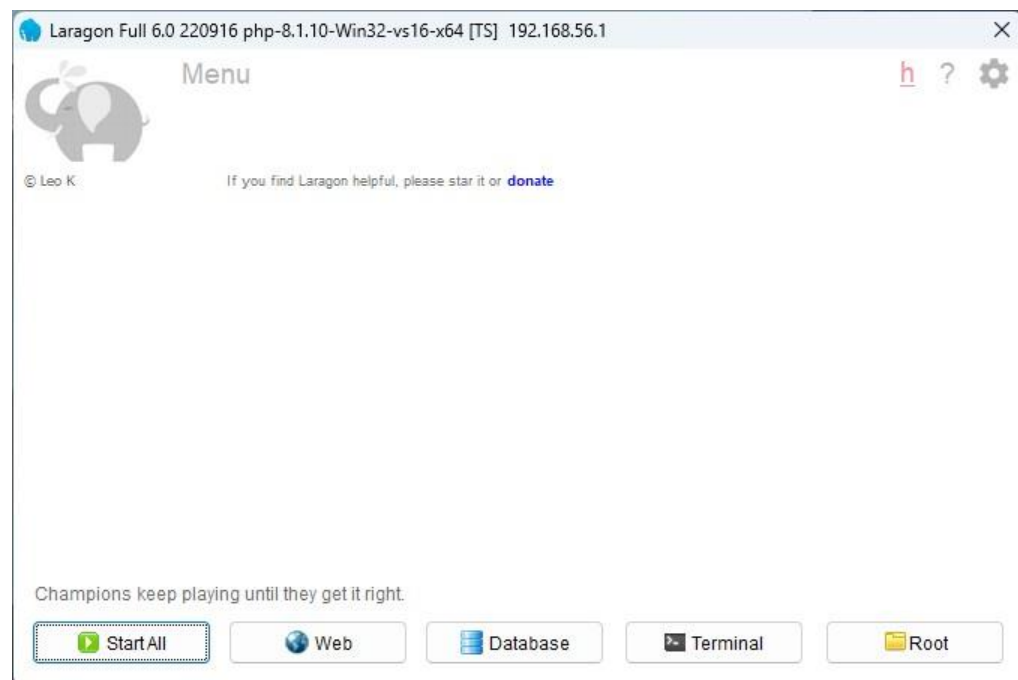 Laragon Full 6.0 220916 php-8.1.10-Win32-vs16-x64 [TS] 192.168.56.1
Menu
h ?
© Leo K
If you find Laragon helpful, please star it or donate
Champions keep playing until they get it right.
Start All
Web
Database
Terminal
Root